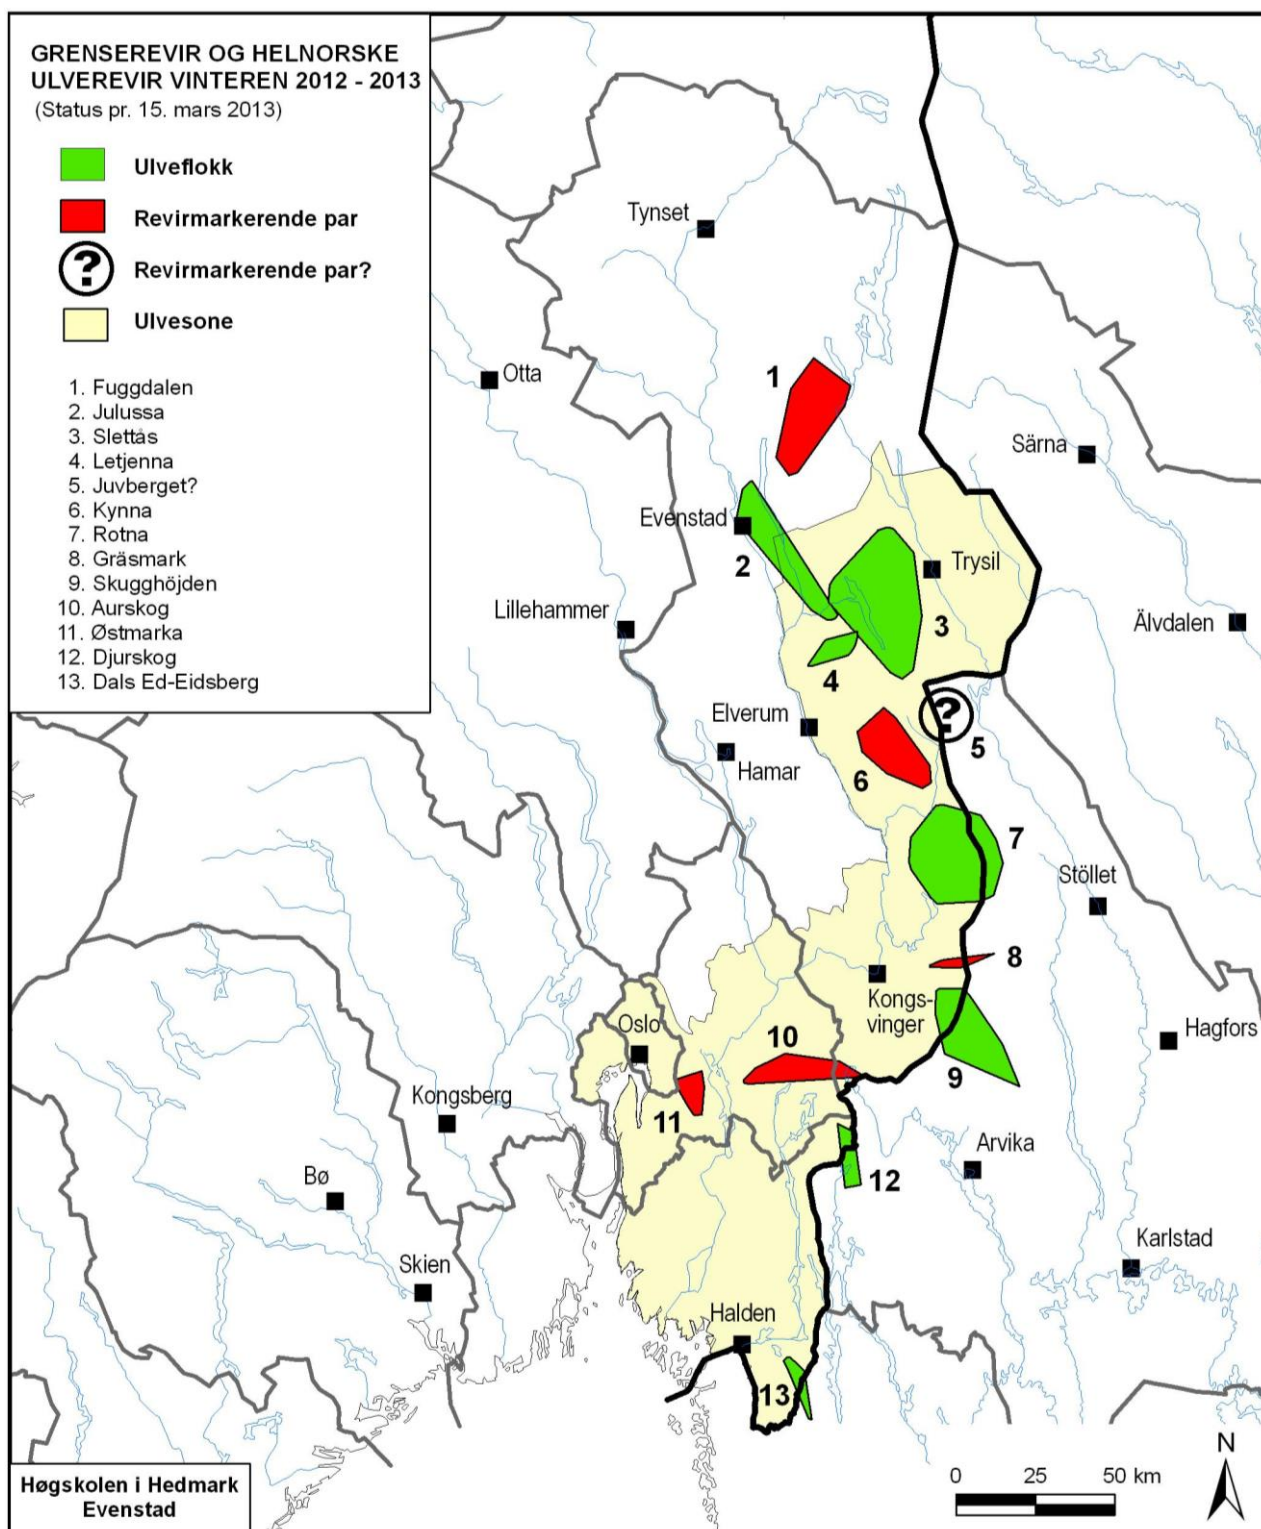 GRENSEREVIR OG HELNORSKE
ULVEREVIR VINTEREN 2012 - 2013
(Status pr. 15. mars 2013)
Ulveflokk
Revirmarkerende par
?
Revirmarkerende par?
Ulvesone
1. Fuggdalen
2. Julussa
3. Slettås
4. Letjenna
5. Juvberget?
6. Kynna
7. Rotna
8. Gräsmark
9. Skugghöjden
10. Aurskog
11. Østmarka
12. Djurskog
13. Dals Ed-Eidsberg
Tynset
Otta
1
Särna
Evenstad
2
Trysil
Lillehammer
3
Älvdalen
4
Elverum
?
5
Hamar
6
7
Stöllet
8
Kongs-
vinger
Oslo
10
Hagfors
9
Kongsberg
11
Arvika
Bø
12
Karlstad
Skien
Halden
13
N
Høgskolen i Hedmark
Evenstad
0 25 50 km